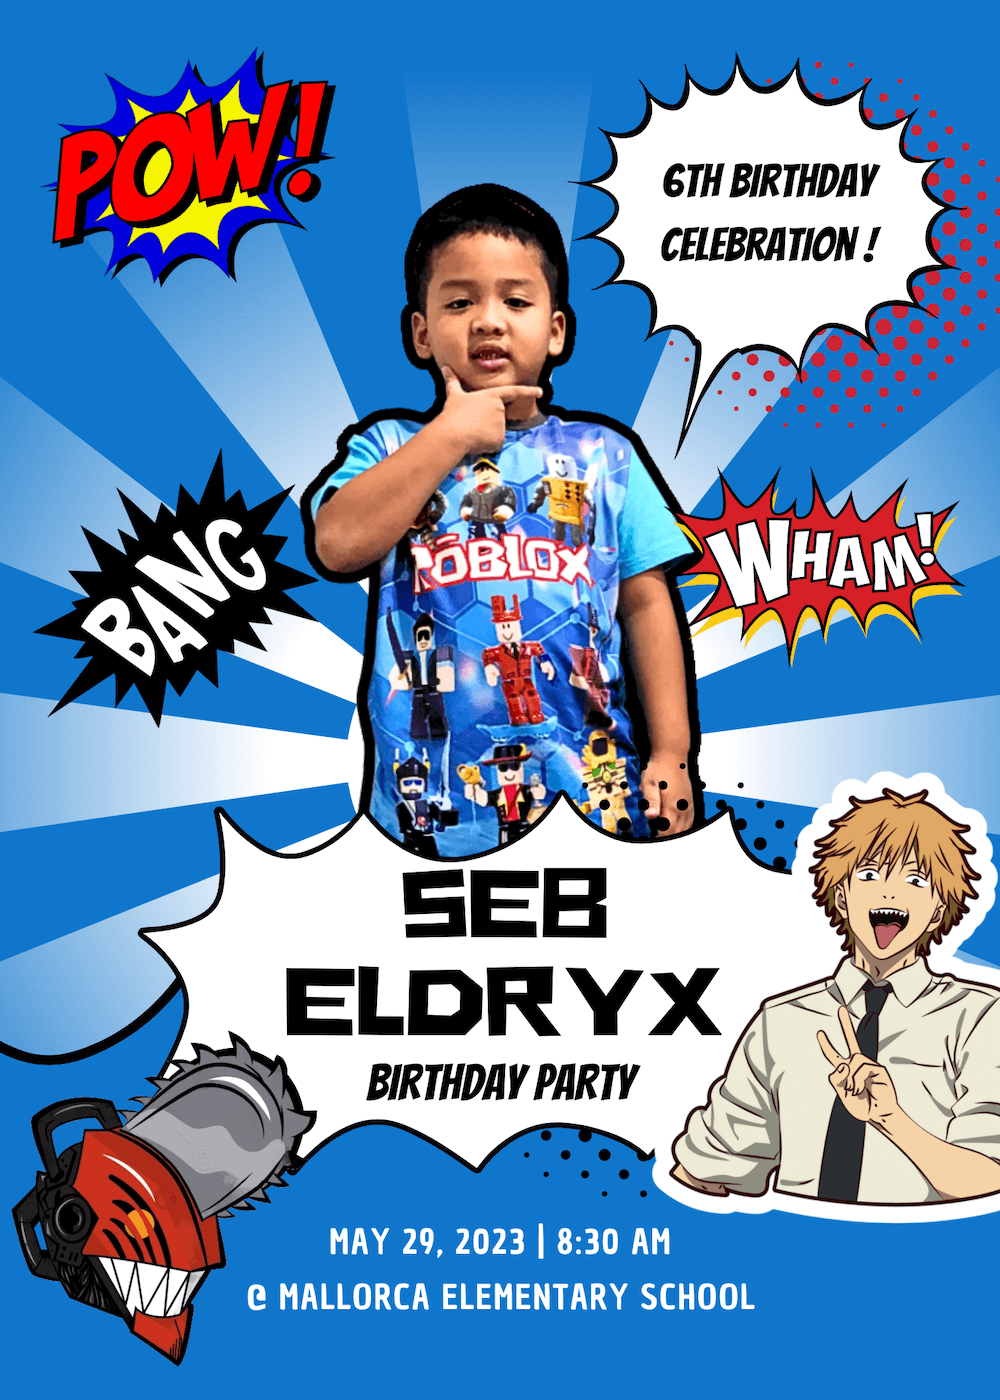 POW!
6TH BIRTHDAY
CELEBRATION !
BANG
WHAM!
ROBLOX
SEB
ELDRYX
BIRTHDAY PARTY
MAY 29, 2023 | 8:30 AM
@ MALLORCA ELEMENTARY SCHOOL